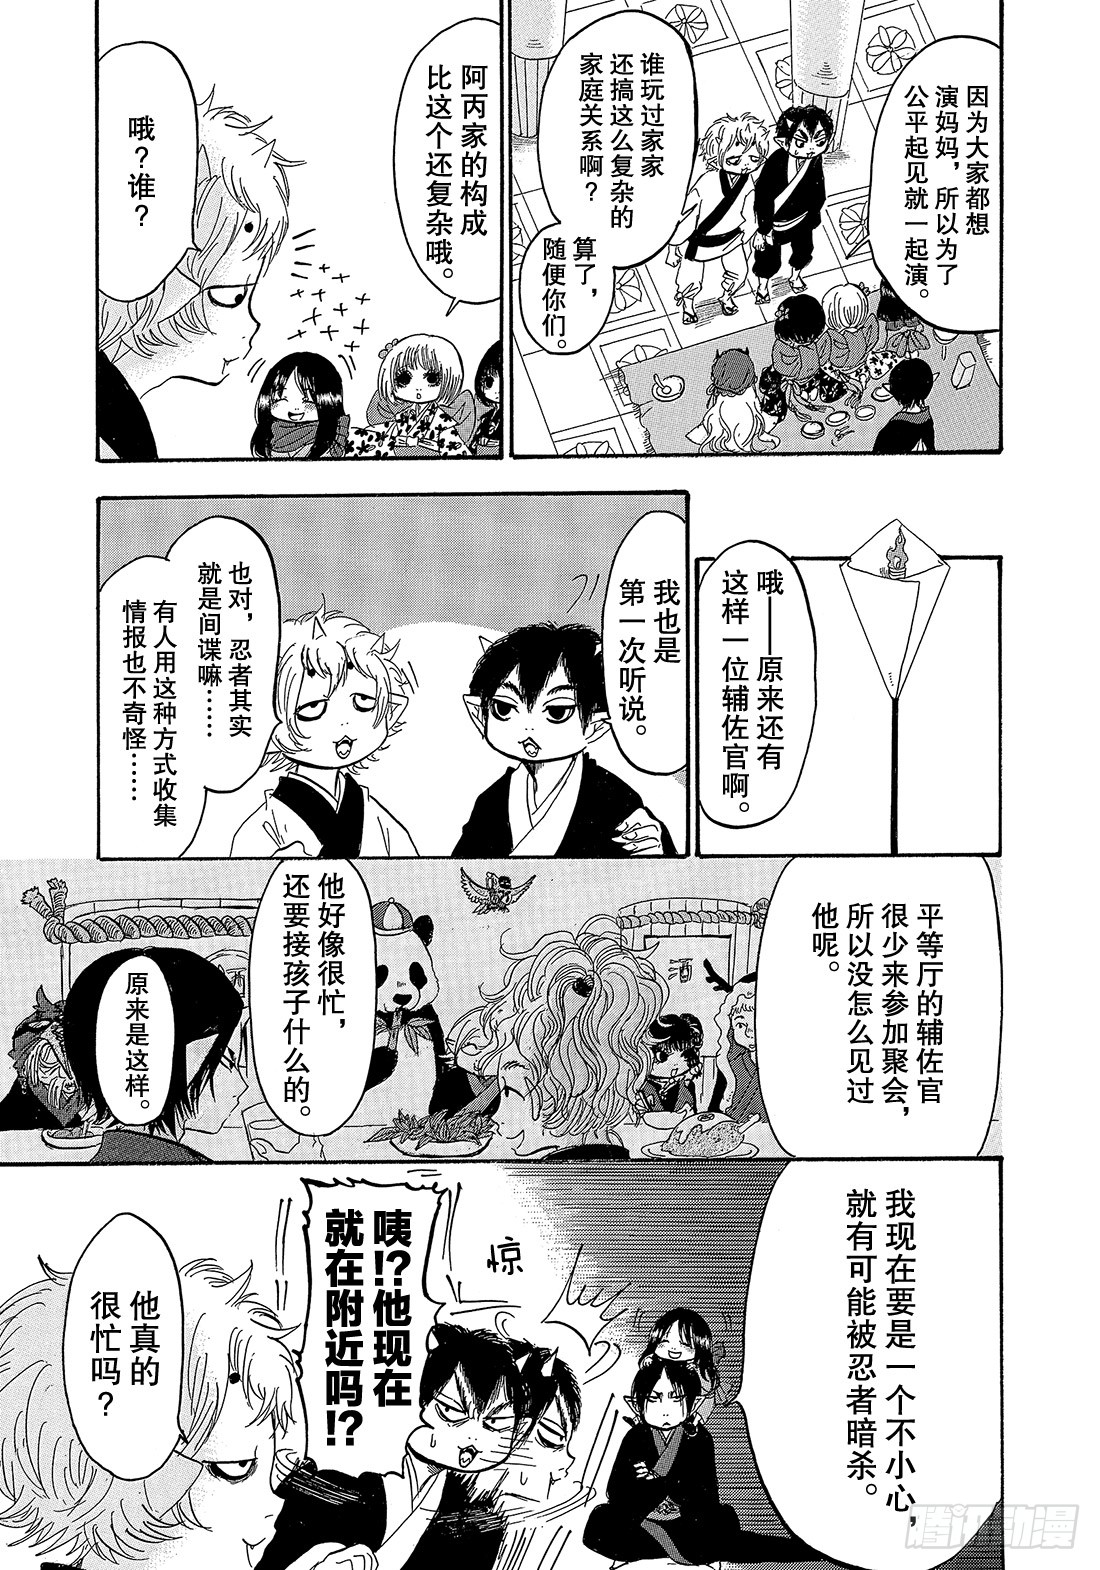 因为大家都想
演妈妈，所以为了
公平起见就一起演。
谁玩过家家
还搞这么复杂的
家庭关系啊？
算了，
随便你们。
阿丙家的构成
比这个还复杂哦。
哦？谁？
哦——原来还有
这样一位辅佐官啊。
我也是
第一次听说。
也对，忍者其实
就是间谍嘛……
有人用这种方式收集
情报也不奇怪……
平等厅的辅佐官
很少来参加聚会，
所以没怎么见过
他呢。
酒
他好像很忙，
还要接孩子什么的。
原来是这样。
我现在要是一个不小心，
就有可能被忍者暗杀。
惊
咦!?他现在
就在附近吗!?
他真的
很忙吗？
腾讯动漫